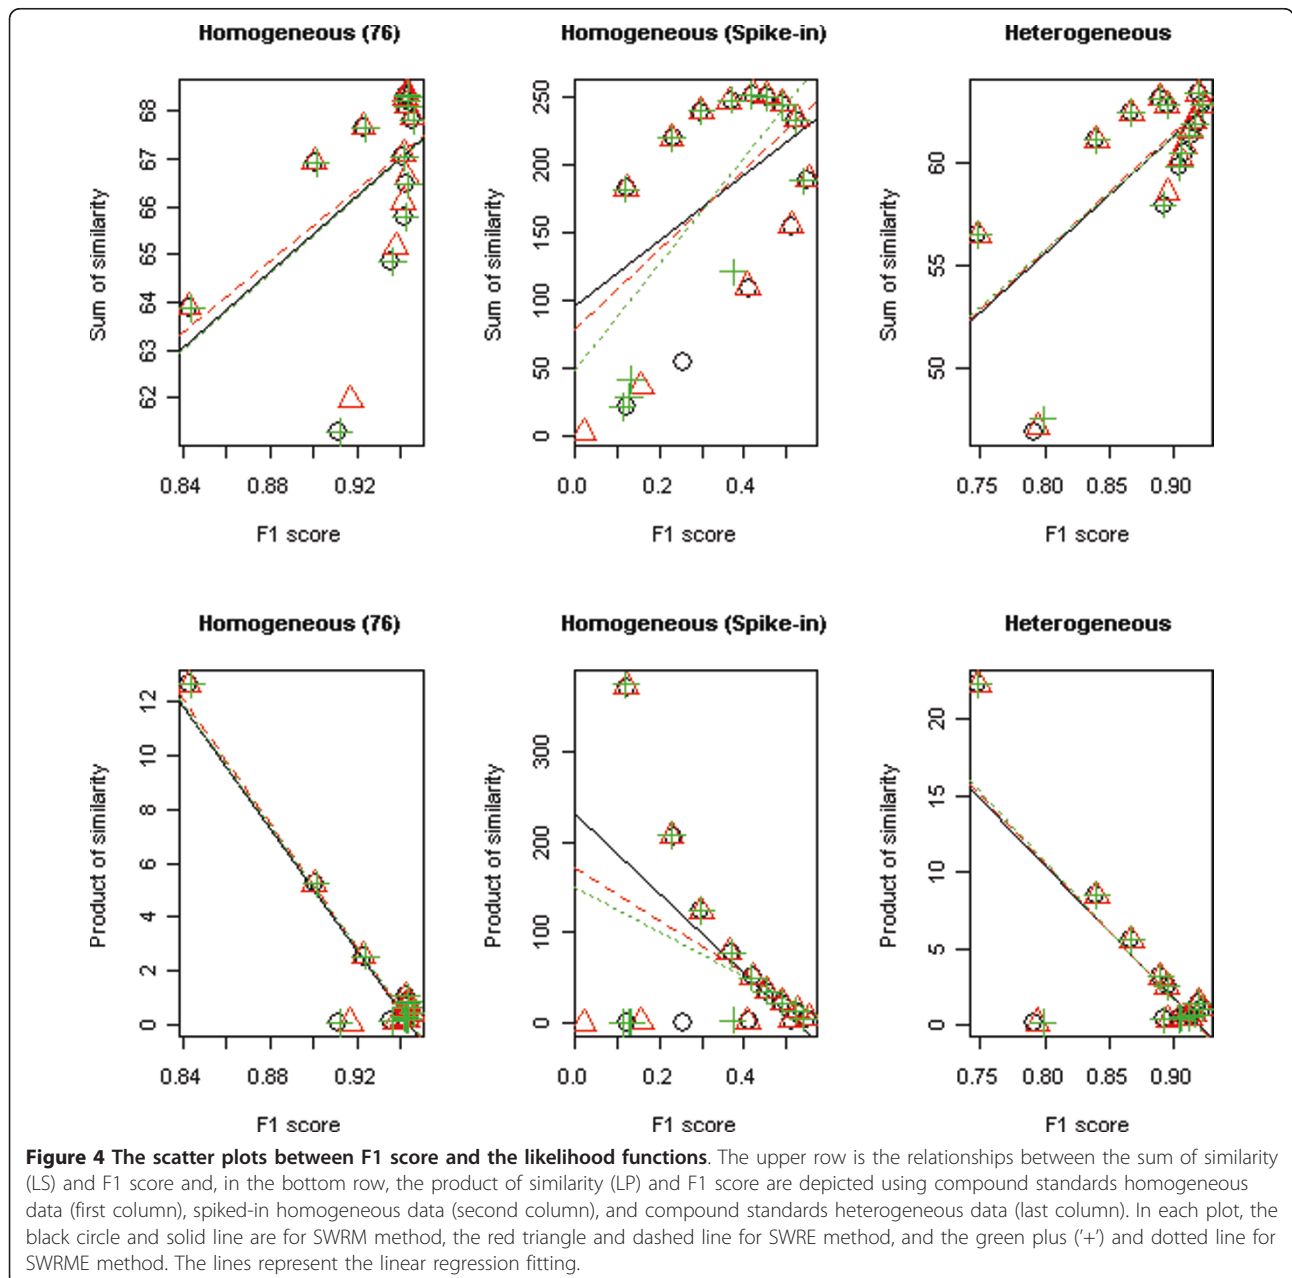 Homogeneous (76)
Homogeneous (Spike-in)
Heterogeneous
Sum of similarity
62 63 64 65 66 67 68
0.84 0.88 0.92
F1 score
Sum of similarity
0 50 100 150 200 250
0.0 0.2 0.4
F1 score
Sum of similarity
50 55 60
0.75 0.80 0.85 0.90
F1 score
Homogeneous (76)
Homogeneous (Spike-in)
Heterogeneous
Product of similarity
0 2 4 6 8 10 12
0.84 0.88 0.92
F1 score
Product of similarity
0 100 200 300
0.0 0.2 0.4
F1 score
Product of similarity
0 5 10 15 20
0.75 0.80 0.85 0.90
F1 score
Figure 4 The scatter plots between F1 score and the likelihood functions. The upper row is the relationships between the sum of similarity
(LS) and F1 score and, in the bottom row, the product of similarity (LP) and F1 score are depicted using compound standards homogeneous
data (first column), spiked-in homogeneous data (second column), and compound standards heterogeneous data (last column). In each plot, the
black circle and solid line are for SWRM method, the red triangle and dashed line for SWRE method, and the green plus ('+') and dotted line for
SWRME method. The lines represent the linear regression fitting.